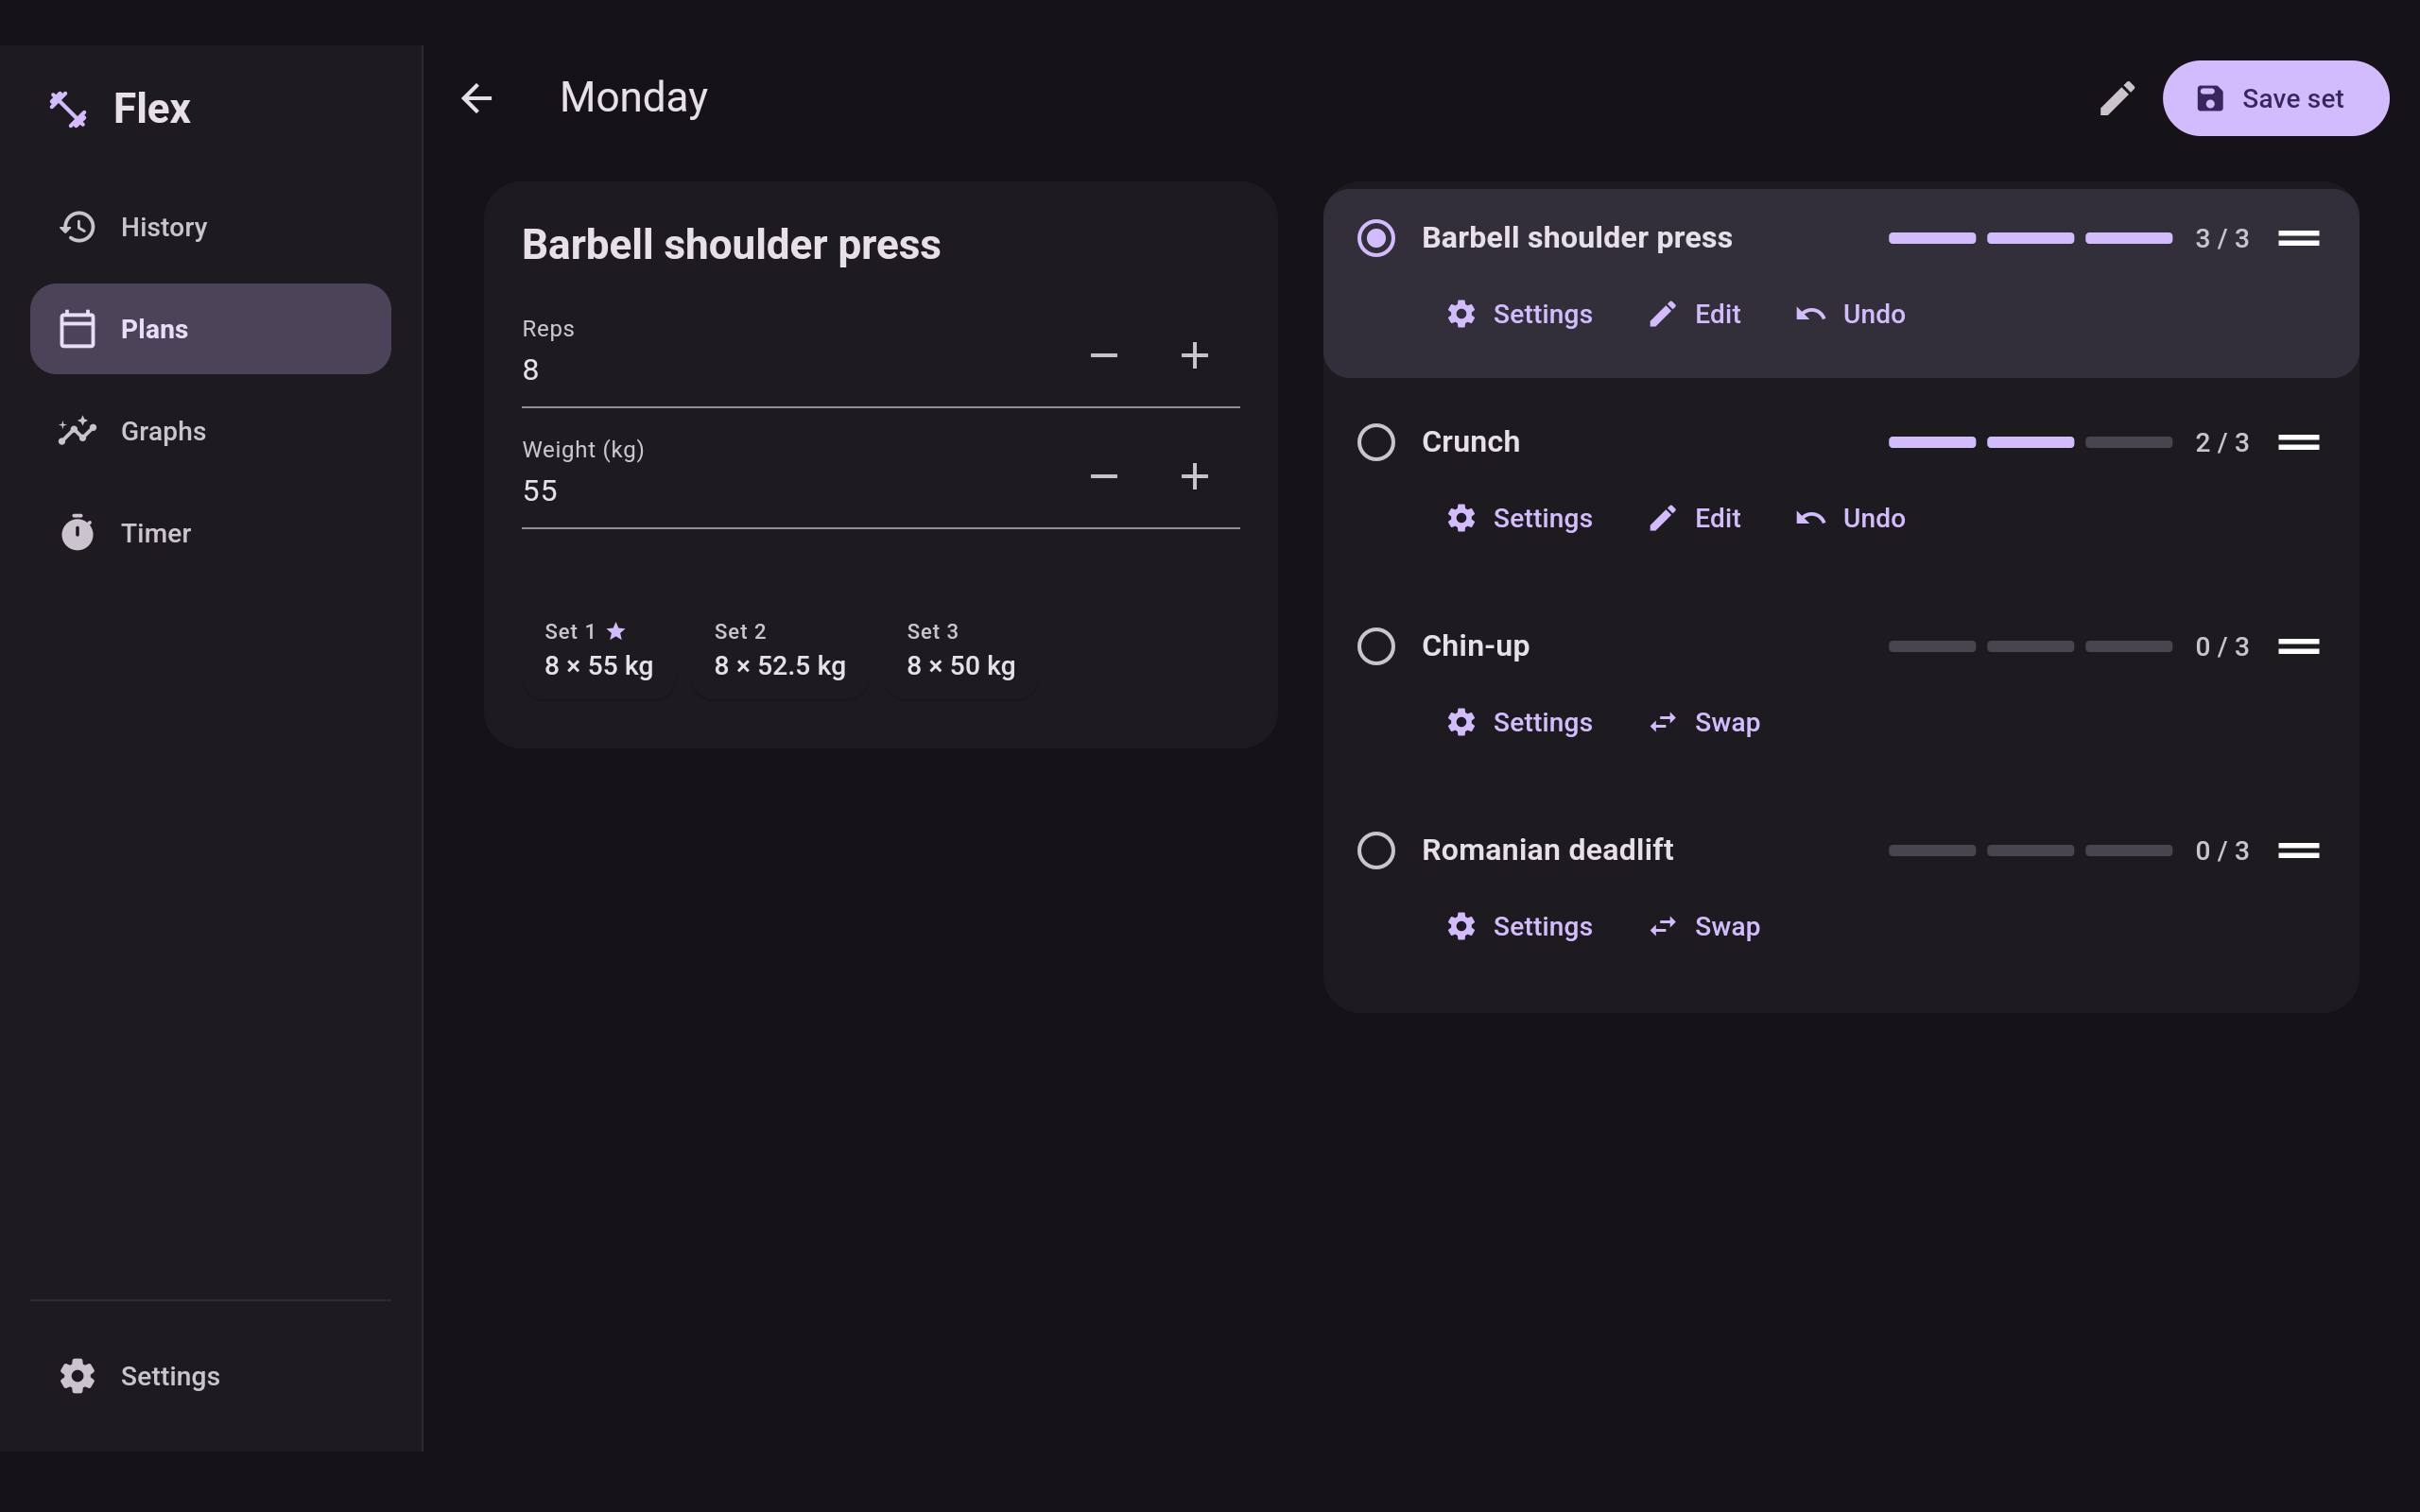 Flex
History
Plans
Graphs
Timer
Settings
Monday
Save set
Barbell shoulder press
Reps
8
Weight (kg)
55
Set 1
8 × 55 kg
Set 2
8 × 52.5 kg
Set 3
8 × 50 kg
Barbell shoulder press
3 / 3
Settings
Edit
Undo
Crunch
2 / 3
Settings
Edit
Undo
Chin-up
0 / 3
Settings
Swap
Romanian deadlift
0 / 3
Settings
Swap